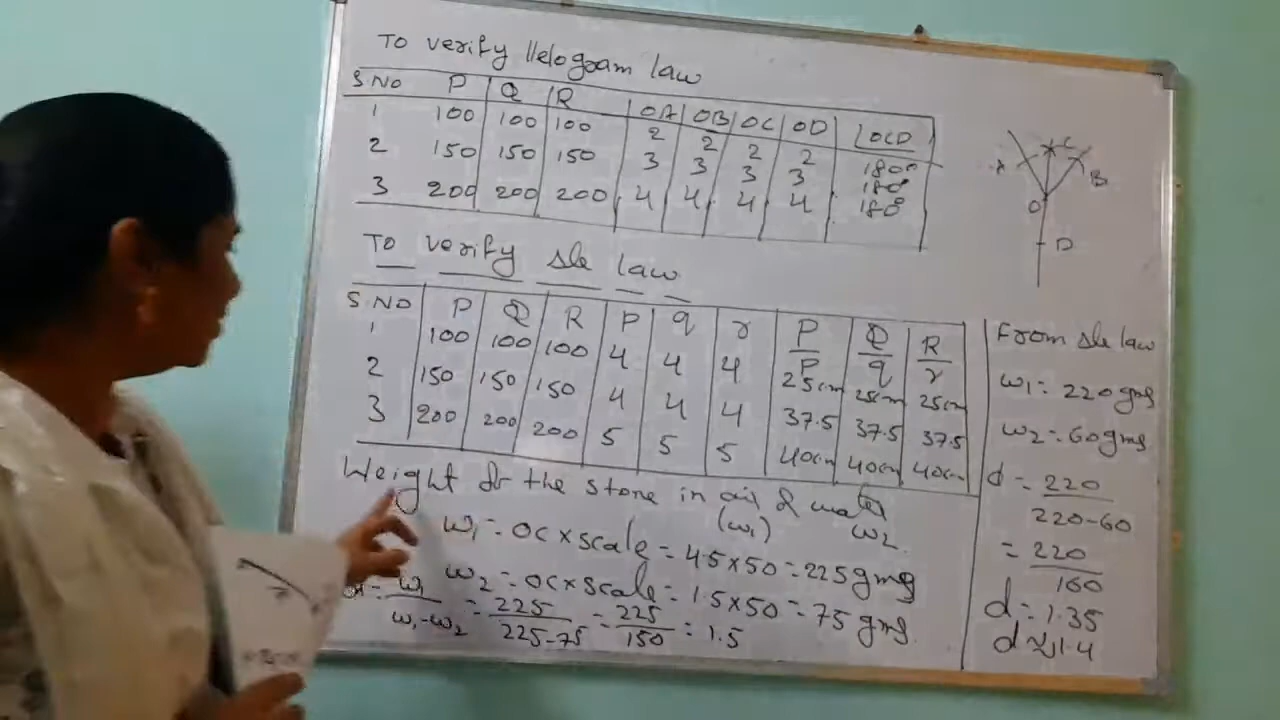 To verify llelogram law
S.No P Q R OA OB OC OD LOCD
1 100 100 100 2 2 2 2 180°
2 150 150 150 3 3 3 3 180°
3 200 200 200 4 4 4 4 180°
A C B
O
D
To verify sle law
S.NO P Q R p q r P/p Q/q R/r
1 100 100 100 4 4 4 25cm 25cm 25cm
2 150 150 150 4 4 4 37.5 37.5 37.5
3 200 200 200 5 5 5 40cm 40cm 40cm
Weight of the stone in air & water
(w1) w2
w1 = OC x scale = 4.5 x 50 = 225 gmg
w2 = OC x scale = 1.5 x 50 = 75 gms.
= w1/w1-w2 = 225/225-75 = 225/150 = 1.5
From sle law
w1 = 220 gms
w2 = 60 gms
d = 220/220-60
= 220/160
d = 1.35
d ≈ 1.4